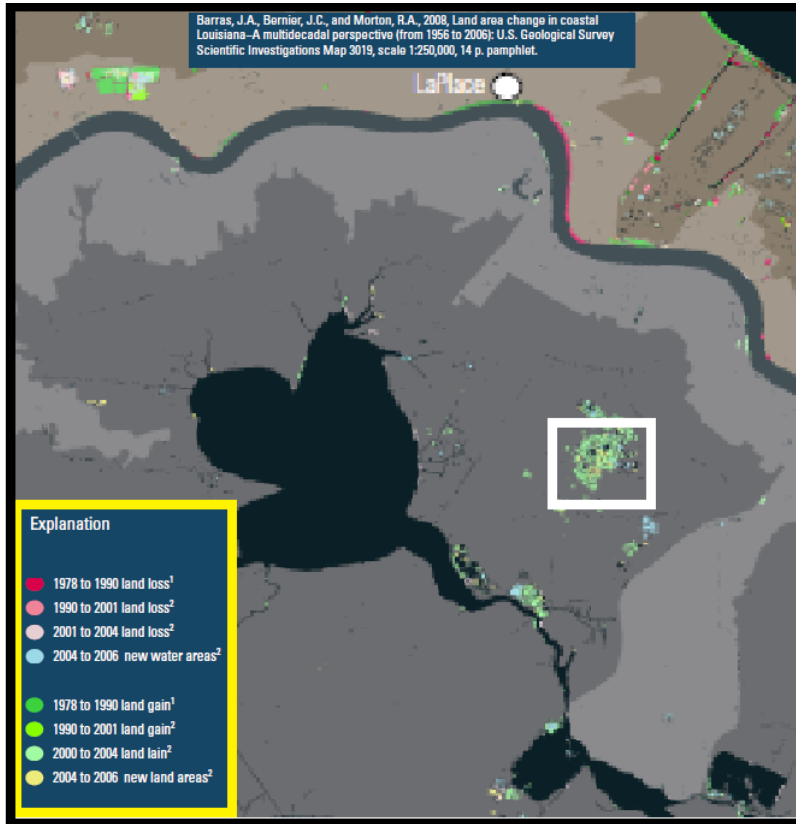 Barras, J.A., Bernier, J.C., and Morton, R.A., 2008, Land area change in coastal
Louisiana–A multidecadal perspective (from 1956 to 2006): U.S. Geological Survey
Scientific Investigations Map 3019, scale 1:250,000, 14 p. pamphlet.
LaPlace
Explanation
1978 to 1990 land loss¹
1990 to 2001 land loss²
2001 to 2004 land loss²
2004 to 2006 new water areas²
1978 to 1990 land gain¹
1990 to 2001 land gain²
2000 to 2004 land lain²
2004 to 2006 new land areas²